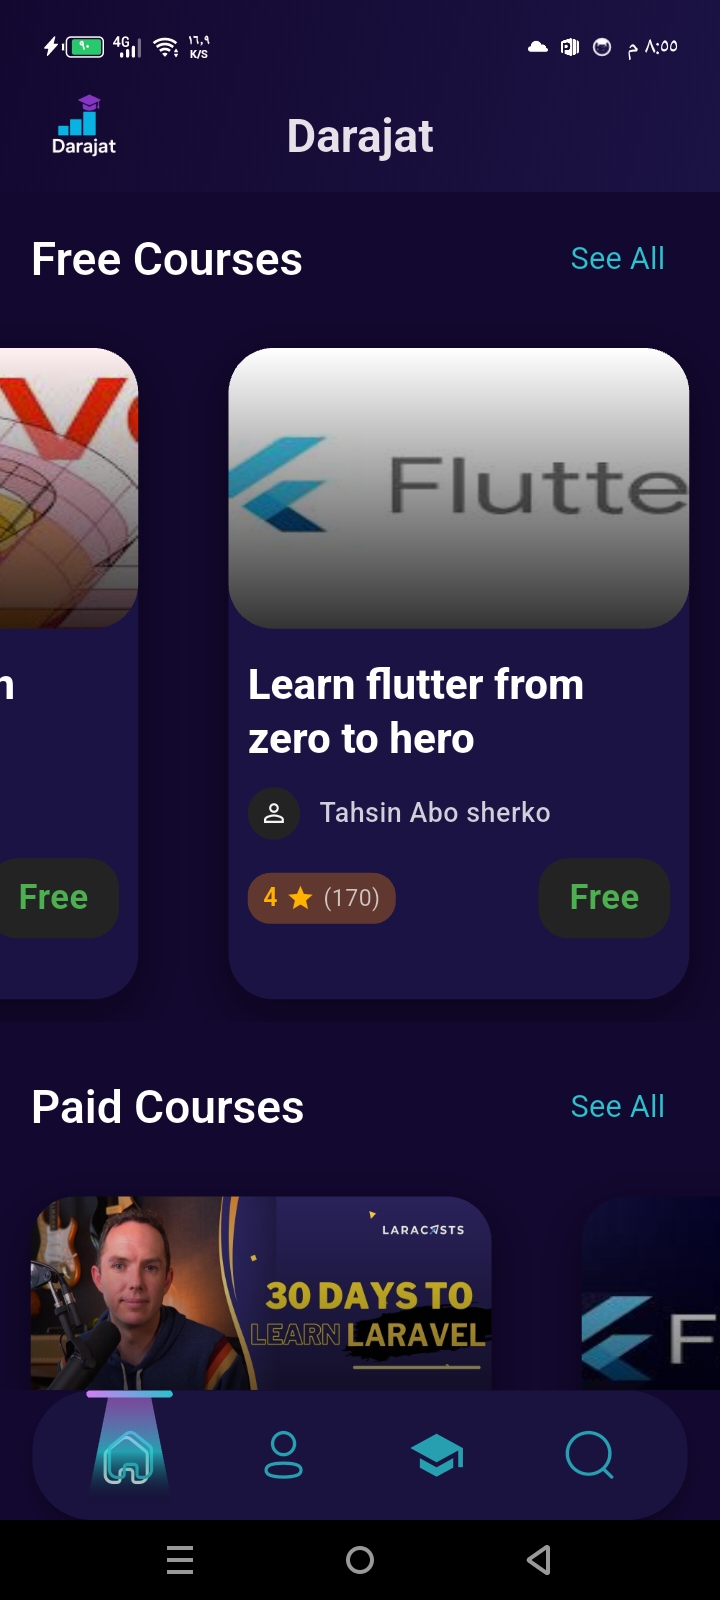 ٩٠ 4G ١٦٫٩ K/S ٨:٥٥ م
Darajat
Darajat
Free Courses See All
Flutte
Learn flutter from
zero to hero
Tahsin Abo sherko
Free 4 (170) Free
Paid Courses See All
LARACASTS
30 DAYS TO
LEARN LARAVEL
F